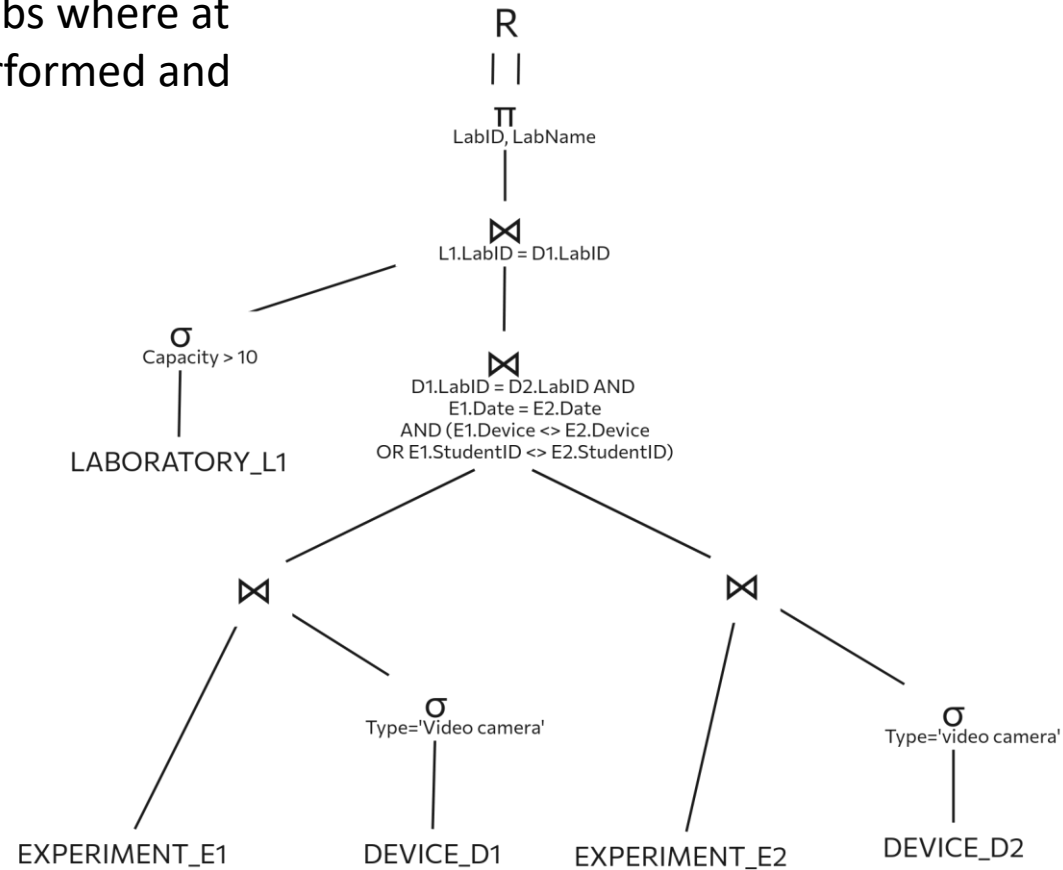 bs where at
rformed and
R
||
π
LabID, LabName
⋈
L1.LabID = D1.LabID
σ
Capacity > 10
LABORATORY_L1
⋈
D1.LabID = D2.LabID AND
E1.Date = E2.Date
AND (E1.Device <> E2.Device
OR E1.StudentID <> E2.StudentID)
⋈
⋈
σ
Type='Video camera'
σ
Type='video camera'
EXPERIMENT_E1
DEVICE_D1
EXPERIMENT_E2
DEVICE_D2